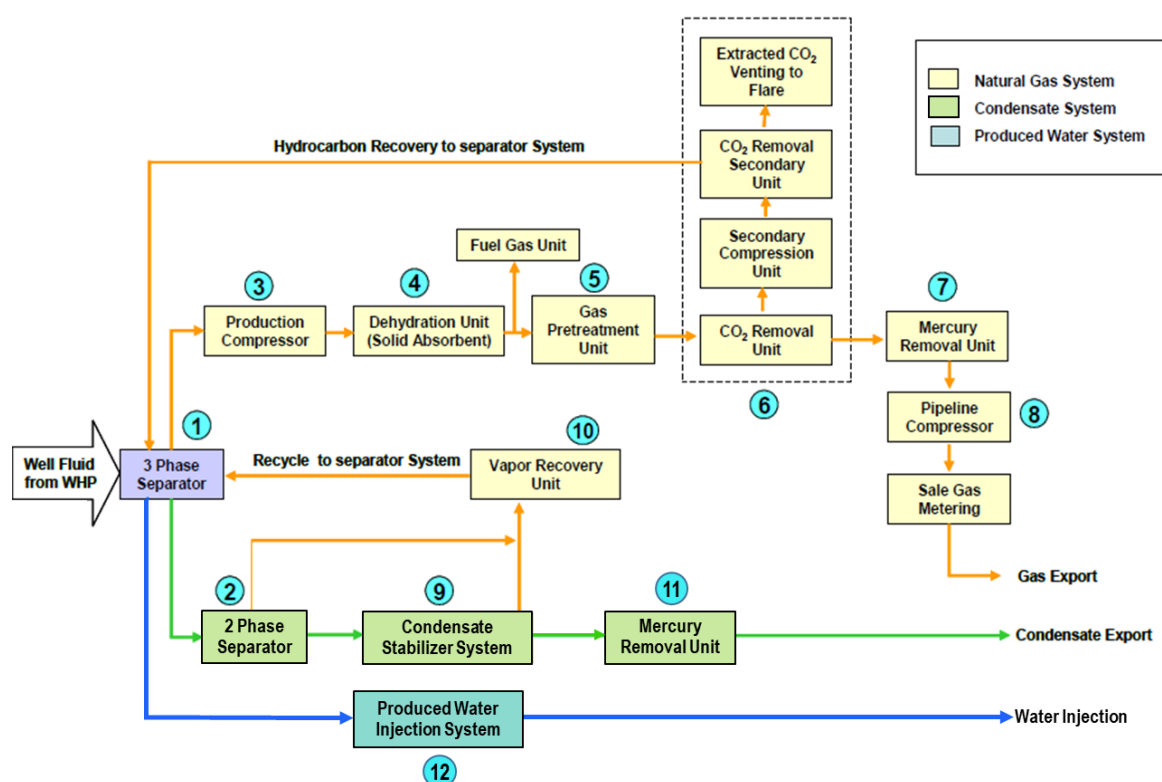 Extracted CO₂
Venting to
Flare
Natural Gas System
Condensate System
Produced Water System
Hydrocarbon Recovery to separator System
CO₂ Removal
Secondary
Unit
Fuel Gas Unit
Secondary
Compression
Unit
3
4
5
7
Production
Compressor
Dehydration Unit
(Solid Absorbent)
Gas
Pretreatment
Unit
CO₂ Removal
Unit
Mercury
Removal Unit
6
Pipeline
Compressor
8
1
10
Well Fluid
from WHP
3 Phase
Separator
Recycle to separator System
Vapor Recovery
Unit
Sale Gas
Metering
Gas Export
2
9
11
2 Phase
Separator
Condensate
Stabilizer System
Mercury
Removal Unit
Condensate Export
Produced Water
Injection System
Water Injection
12